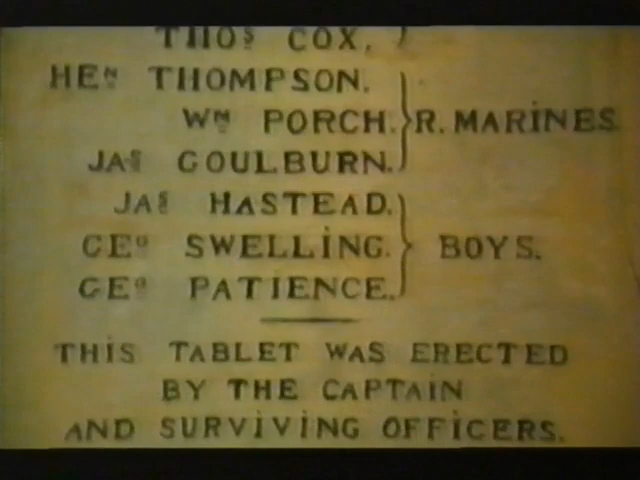 THOS COX.
HEN THOMPSON.
WM PORCH. R. MARINES
JAS GOULBURN.
JAS HASTEAD.
GEO SWELLING. BOYS.
GEO PATIENCE.
THIS TABLET WAS ERECTED
BY THE CAPTAIN
AND SURVIVING OFFICERS.